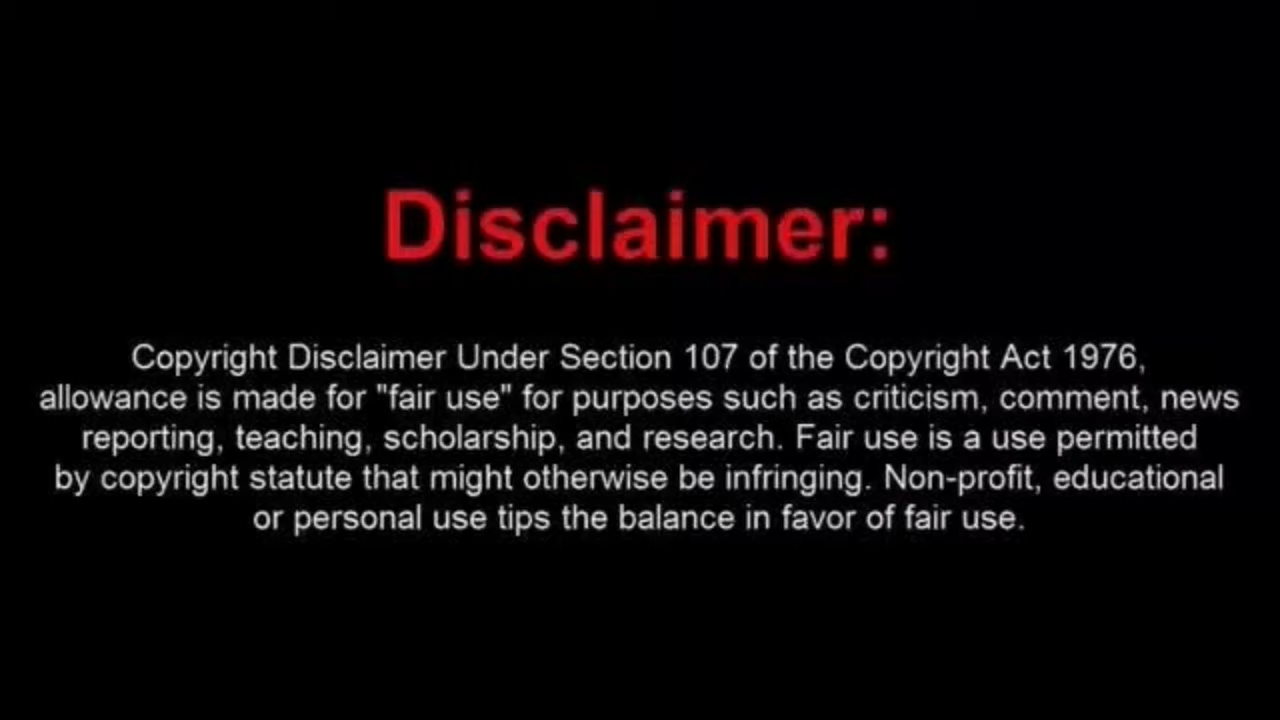 Disclaimer:
Copyright Disclaimer Under Section 107 of the Copyright Act 1976,
allowance is made for "fair use" for purposes such as criticism, comment, news
reporting, teaching, scholarship, and research. Fair use is a use permitted
by copyright statute that might otherwise be infringing. Non-profit, educational
or personal use tips the balance in favor of fair use.